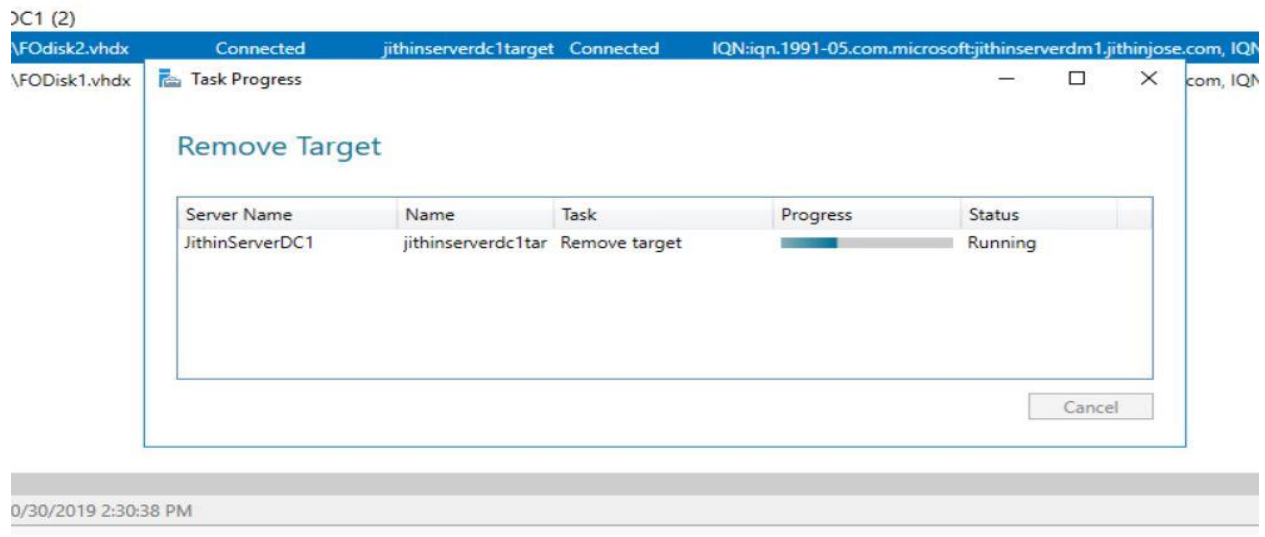 DC1 (2)
\FOdisk2.vhdx Connected jithinserverdc1target Connected IQN:iqn.1991-05.com.microsoft:jithinserverdm1.jithinjose.com, IQN
\FODisk1.vhdx Task Progress com, IQN
Remove Target
Server Name Name Task Progress Status
JithinServerDC1 jithinserverdc1tar Remove target Running
Cancel
0/30/2019 2:30:38 PM